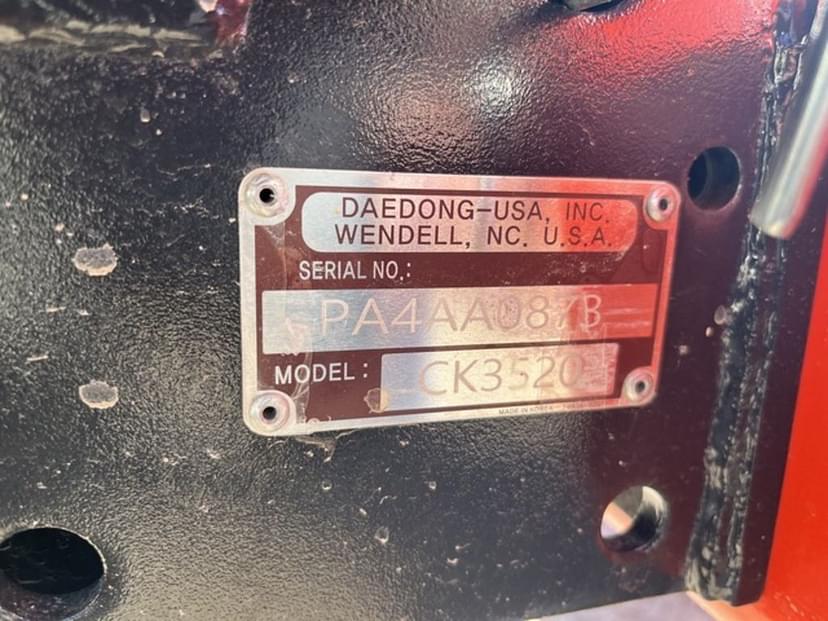 DAEDONG-USA, INC.
WENDELL, NC. U.S.A.
SERIAL NO.:
MODEL : CK3520
MADE IN KOREA